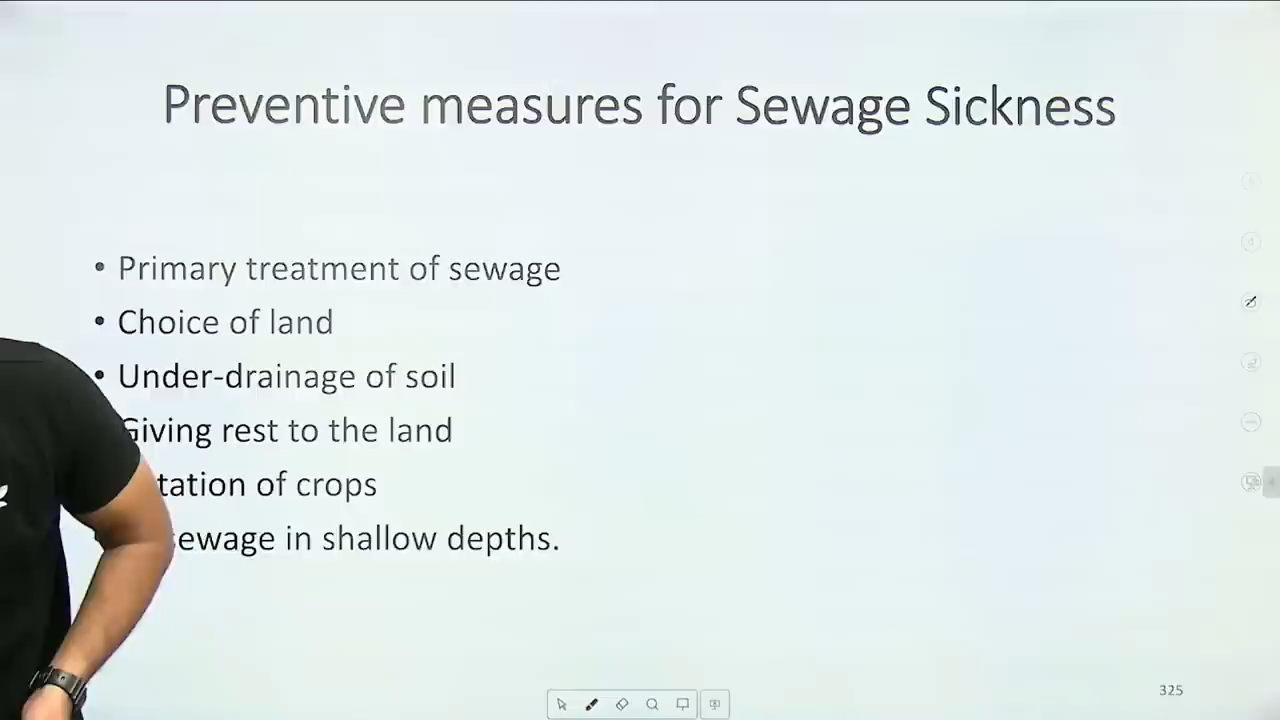 Preventive measures for Sewage Sickness
• Primary treatment of sewage
• Choice of land
• Under-drainage of soil
Giving rest to the land
tation of crops
sewage in shallow depths.
325